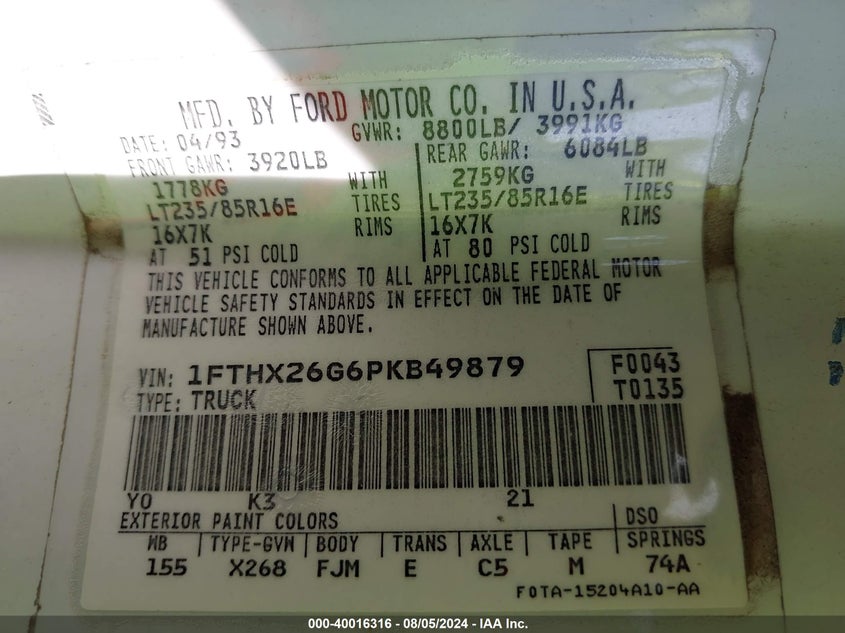 MFD. BY FORD MOTOR CO. IN U.S.A.
DATE: 04/93 GVWR: 8800LB/ 3991KG
FRONT GAWR: 3920LB REAR GAWR: 6084LB
1778KG WITH 2759KG WITH
LT235/85R16E TIRES LT235/85R16E TIRES
16X7K RIMS 16X7K RIMS
AT 51 PSI COLD AT 80 PSI COLD
THIS VEHICLE CONFORMS TO ALL APPLICABLE FEDERAL MOTOR
VEHICLE SAFETY STANDARDS IN EFFECT ON THE DATE OF
MANUFACTURE SHOWN ABOVE.
VIN: 1FTHX26G6PKB49879 F0043
TYPE: TRUCK T0135
YO K3 21
EXTERIOR PAINT COLORS DSO
WB TYPE-GVW BODY TRANS AXLE TAPE SPRINGS
155 X268 FJM E C5 M 74A
F0TA-15204A10-AA
000-40016316 - 08/05/2024 - IAA Inc.